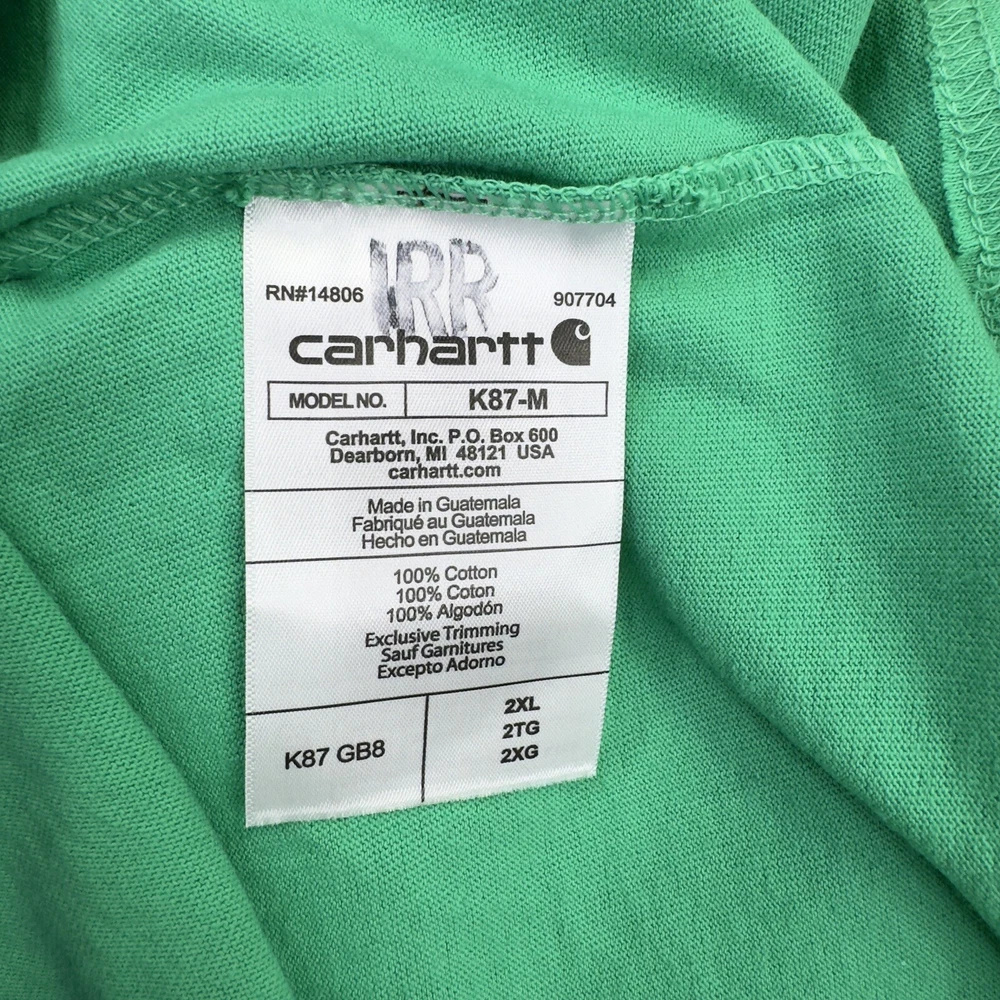 IRR
RN#14806
907704
carhartt
MODEL NO.
K87-M
Carhartt, Inc. P.O. Box 600
Dearborn, MI 48121 USA
carhartt.com
Made in Guatemala
Fabriqué au Guatemala
Hecho en Guatemala
100% Cotton
100% Coton
100% Algodón
Exclusive Trimming
Sauf Garnitures
Excepto Adorno
K87 GB8
2XL
2TG
2XG